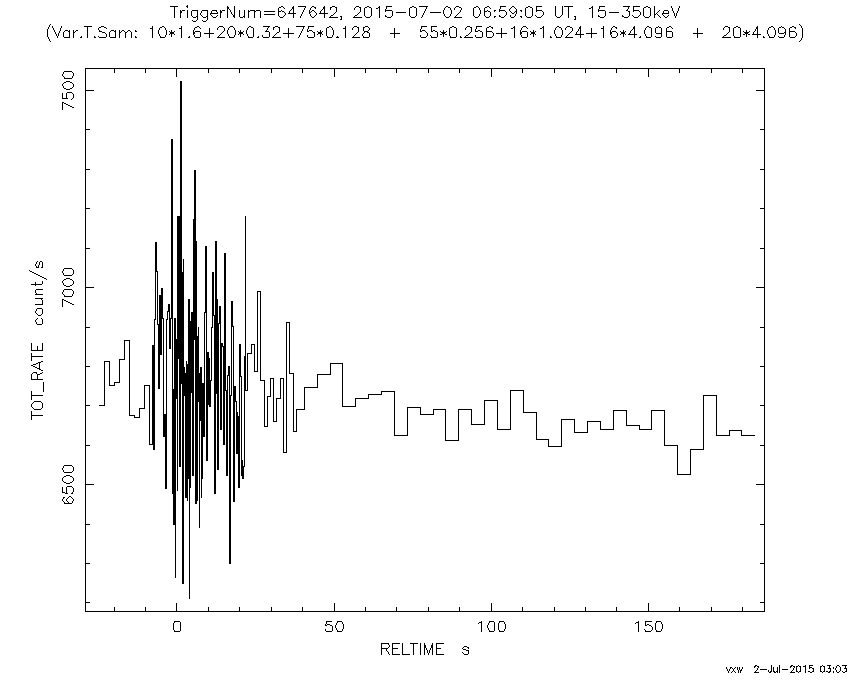 TriggerNum=647642, 2015-07-02 06:59:05 UT, 15-350keV
(Var.T.Sam: 10*1.6+20*0.32+75*0.128 + 55*0.256+16*1.024+16*4.096 + 20*4.096)
7500
7000
6500
TOT_RATE count/s
0 50 100 150
RELTIME s
vxw 2-Jul-2015 03:03